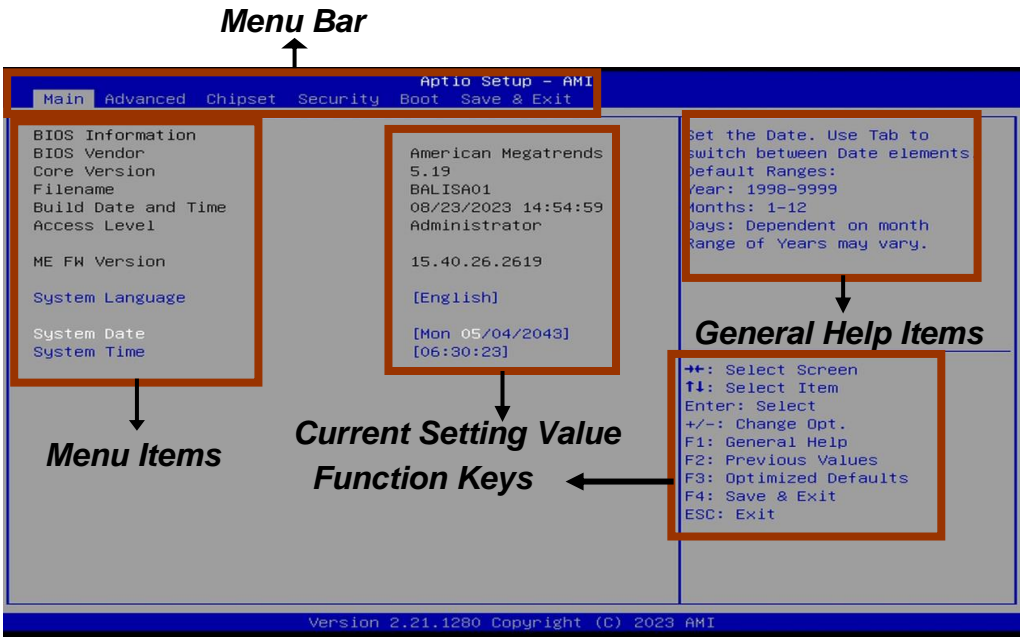 Menu Bar
Aptio Setup – AMI
Main Advanced Chipset Security Boot Save & Exit
BIOS Information
BIOS Vendor American Megatrends
Core Version 5.19
Filename BALISA01
Build Date and Time 08/23/2023 14:54:59
Access Level Administrator
ME FW Version 15.40.26.2619
System Language [English]
System Date [Mon 05/04/2043]
System Time [06:30:23]
Set the Date. Use Tab to
switch between Date elements.
Default Ranges:
Year: 1998-9999
Months: 1-12
Days: Dependent on month
Range of Years may vary.
General Help Items
→←: Select Screen
↑↓: Select Item
Enter: Select
+/-: Change Opt.
F1: General Help
F2: Previous Values
F3: Optimized Defaults
F4: Save & Exit
ESC: Exit
Menu Items
Current Setting Value
Function Keys
Version 2.21.1280 Copyright (C) 2023 AMI